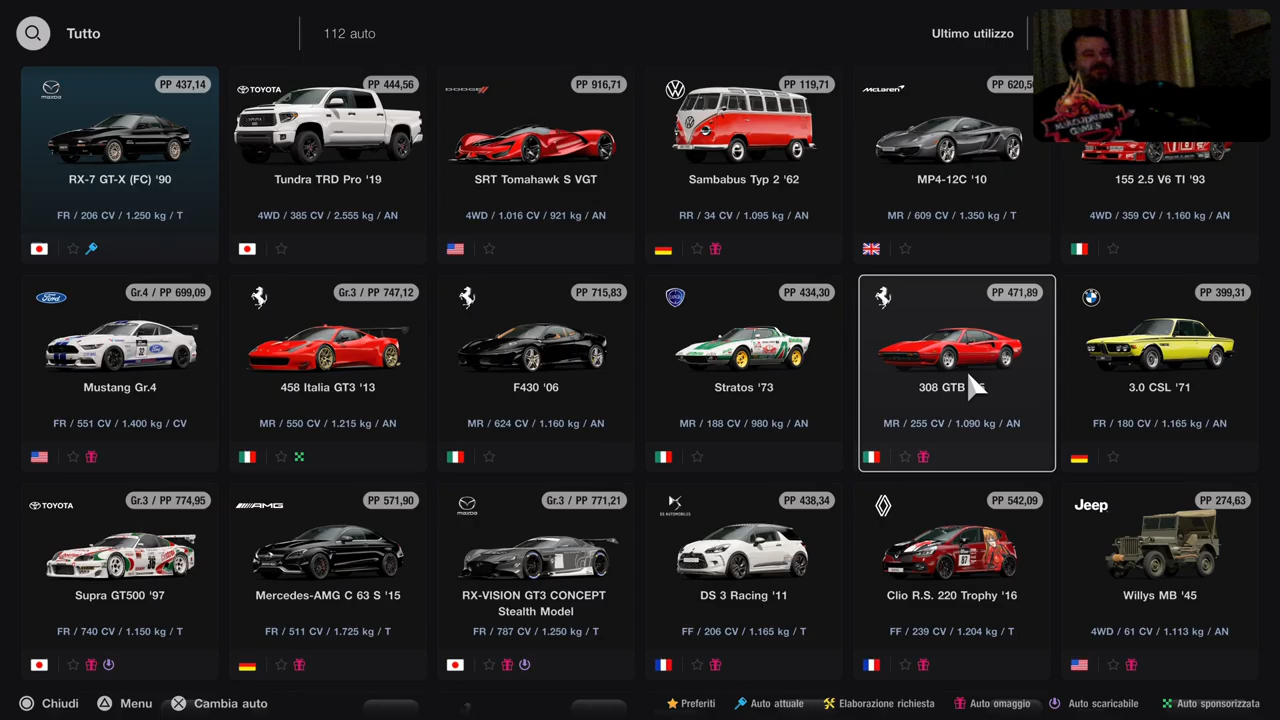 Tutto
112 auto
Ultimo utilizzo
mazda
PP 437,14
RX-7 GT-X (FC) '90
FR / 206 CV / 1.250 kg / T
TOYOTA
PP 444,56
Tundra TRD Pro '19
4WD / 385 CV / 2.555 kg / AN
DODGE
PP 916,71
SRT Tomahawk S VGT
4WD / 1.016 CV / 921 kg / AN
PP 119,71
Sambabus Typ 2 '62
RR / 34 CV / 1.095 kg / AN
McLaren
PP 620,5
MP4-12C '10
MR / 609 CV / 1.350 kg / T
155 2.5 V6 TI '93
4WD / 359 CV / 1.160 kg / AN
Ford
Gr.4 / PP 699,09
Mustang Gr.4
FR / 551 CV / 1.400 kg / CV
Gr.3 / PP 747,12
458 Italia GT3 '13
MR / 550 CV / 1.215 kg / AN
PP 715,83
F430 '06
MR / 624 CV / 1.160 kg / AN
PP 434,30
Stratos '73
MR / 188 CV / 980 kg / AN
PP 471,89
308 GTB
MR / 255 CV / 1.090 kg / AN
PP 399,31
3.0 CSL '71
FR / 180 CV / 1.165 kg / AN
TOYOTA
Gr.3 / PP 774,95
Supra GT500 '97
FR / 740 CV / 1.150 kg / T
AMG
PP 571,90
Mercedes-AMG C 63 S '15
FR / 511 CV / 1.725 kg / T
mazda
Gr.3 / PP 771,21
RX-VISION GT3 CONCEPT
Stealth Model
FR / 787 CV / 1.250 kg / T
DS AUTOMOBILES
PP 438,34
DS 3 Racing '11
FF / 206 CV / 1.165 kg / T
PP 542,09
Clio R.S. 220 Trophy '16
FF / 239 CV / 1.204 kg / T
Jeep
PP 274,63
Willys MB '45
4WD / 61 CV / 1.113 kg / AN
Chiudi
Menu
Cambia auto
Preferiti
Auto attuale
Elaborazione richiesta
Auto omaggio
Auto scaricabile
Auto sponsorizzata